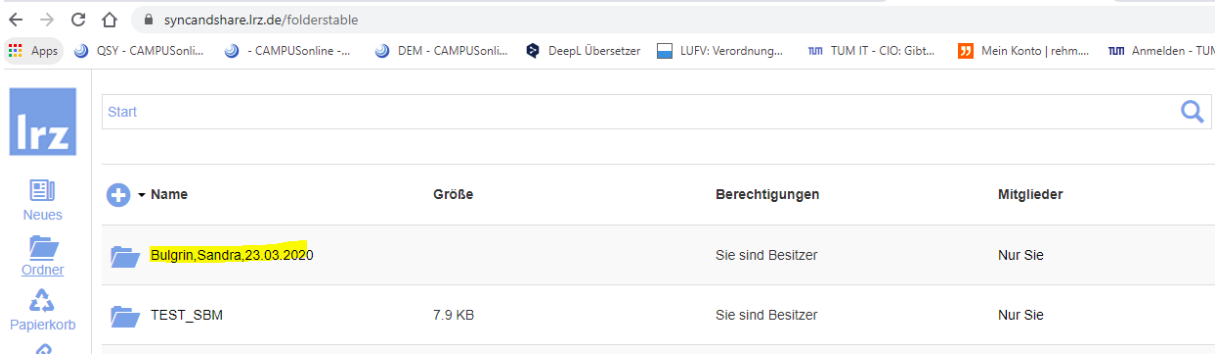 syncandshare.lrz.de/folderstable
Apps QSY - CAMPUSonli... - CAMPUSonline -... DEM - CAMPUSonli... DeepL Übersetzer LUFV: Verordnung... TUM TUM IT - CIO: Gibt... Mein Konto | rehm.... TUM Anmelden - TUM
lrz
Start
Neues
Ordner
Papierkorb
Name Größe Berechtigungen Mitglieder
Bulgrin,Sandra,23.03.2020 Sie sind Besitzer Nur Sie
TEST_SBM 7.9 KB Sie sind Besitzer Nur Sie